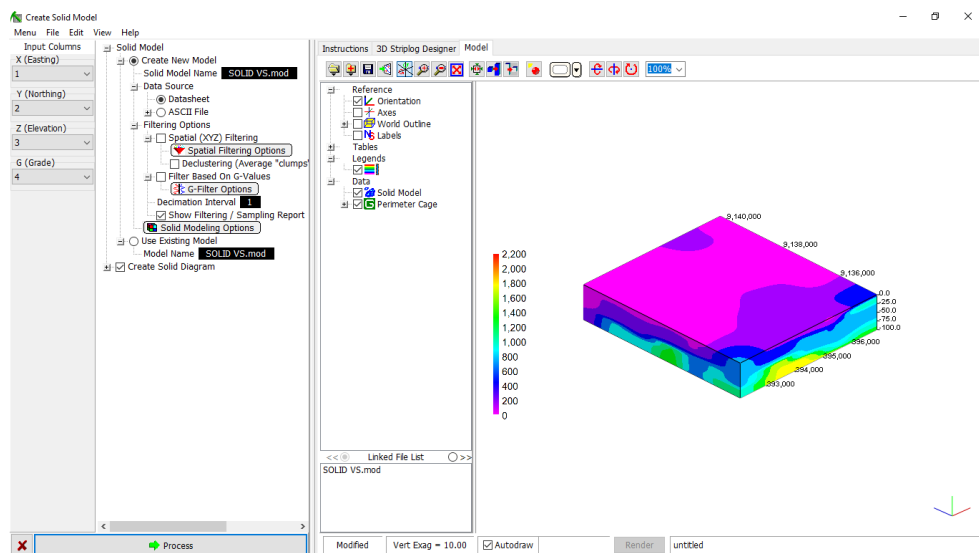 Create Solid Model
Menu File Edit View Help
Input Columns
X (Easting)
1
Y (Northing)
2
Z (Elevation)
3
G (Grade)
4
Solid Model
Create New Model
Solid Model Name SOLID VS.mod
Data Source
Datasheet
ASCII File
Filtering Options
Spatial (XYZ) Filtering
Spatial Filtering Options
Declustering (Average "clumps"
Filter Based On G-Values
G-Filter Options
Decimation Interval 1
Show Filtering / Sampling Report
Solid Modeling Options
Use Existing Model
Model Name SOLID VS.mod
Create Solid Diagram
Process
Instructions 3D Striplog Designer Model
100%
Reference
Orientation
Axes
World Outline
Labels
Tables
Legends
Data
Solid Model
Perimeter Cage
<< Linked File List >>
SOLID VS.mod
2,200
2,000
1,800
1,600
1,400
1,200
1,000
800
600
400
200
0
9,140,000
9,138,000
9,136,000
0.0
-25.0
-50.0
-75.0
-100.0
396,000
395,000
394,000
393,000
Modified Vert Exag = 10.00 Autodraw Render untitled